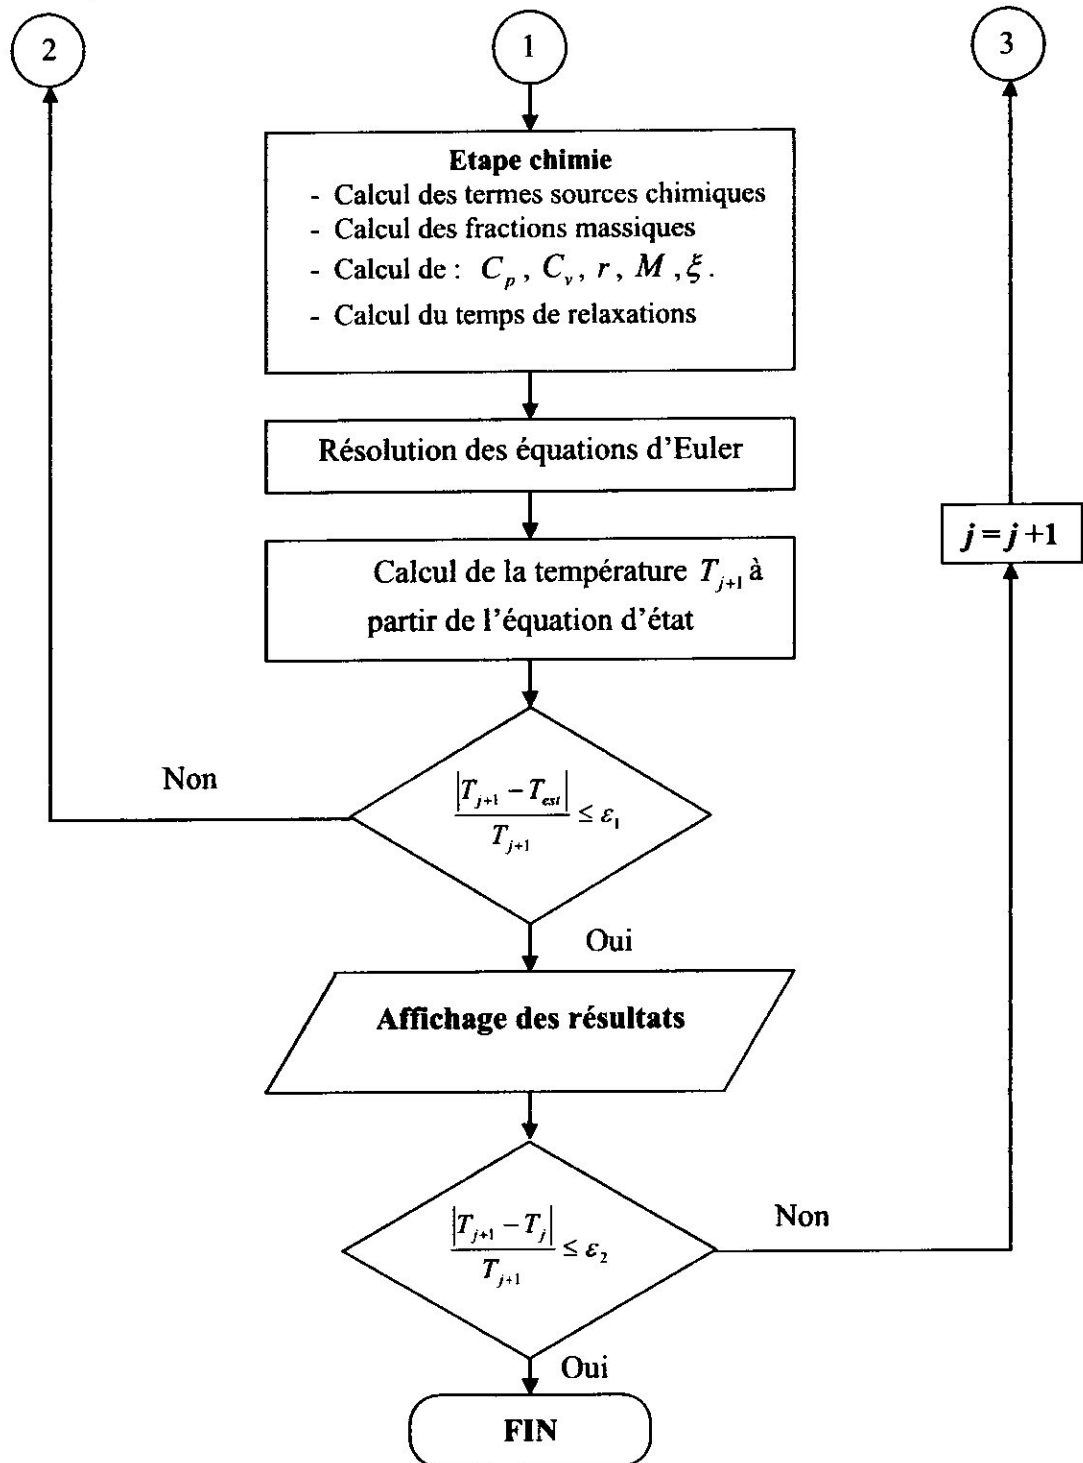 2
1
3
Etape chimie
- Calcul des termes sources chimiques
- Calcul des fractions massiques
- Calcul de : C_p, C_v, r, M, ξ.
- Calcul du temps de relaxations
Résolution des équations d'Euler
j = j +1
Calcul de la température T_{j+1} à
partir de l'équation d'état
Non
|T_{j+1} − T_{est}| / T_{j+1} ≤ ε_1
Oui
Affichage des résultats
Non
|T_{j+1} − T_j| / T_{j+1} ≤ ε_2
Oui
FIN